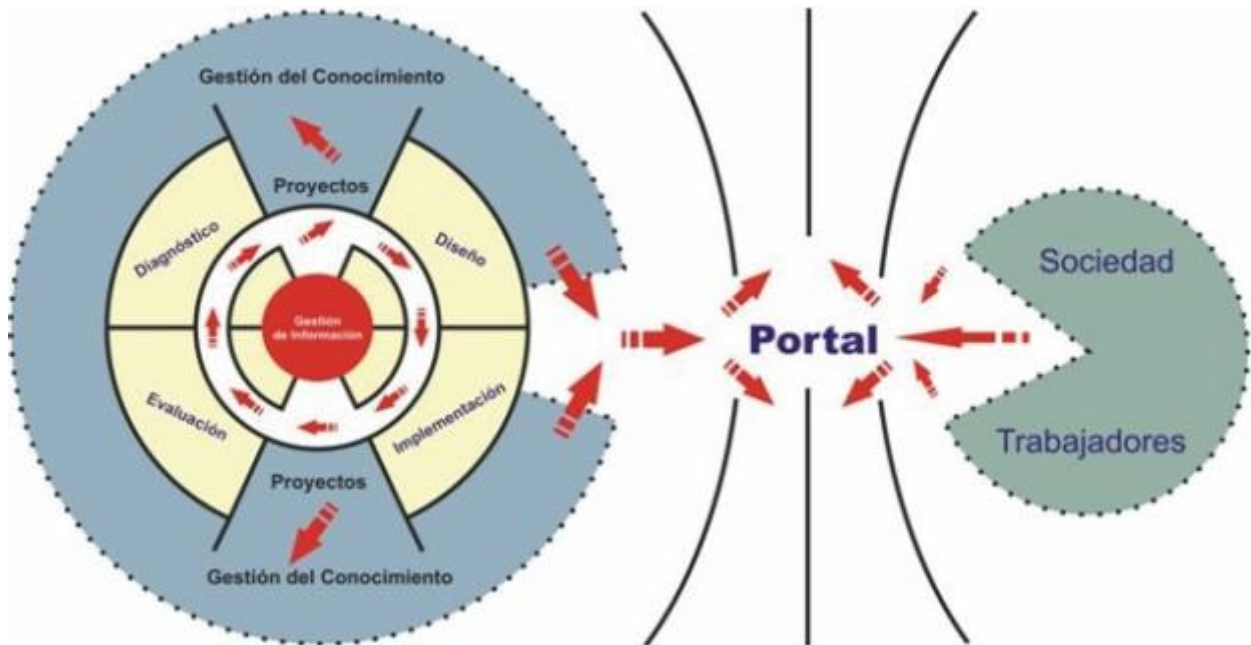 Gestión del Conocimiento
Proyectos
Diagnóstico
Diseño
Gestión
de Información
Evaluación
Implementación
Proyectos
Gestión del Conocimiento
Portal
Sociedad
Trabajadores